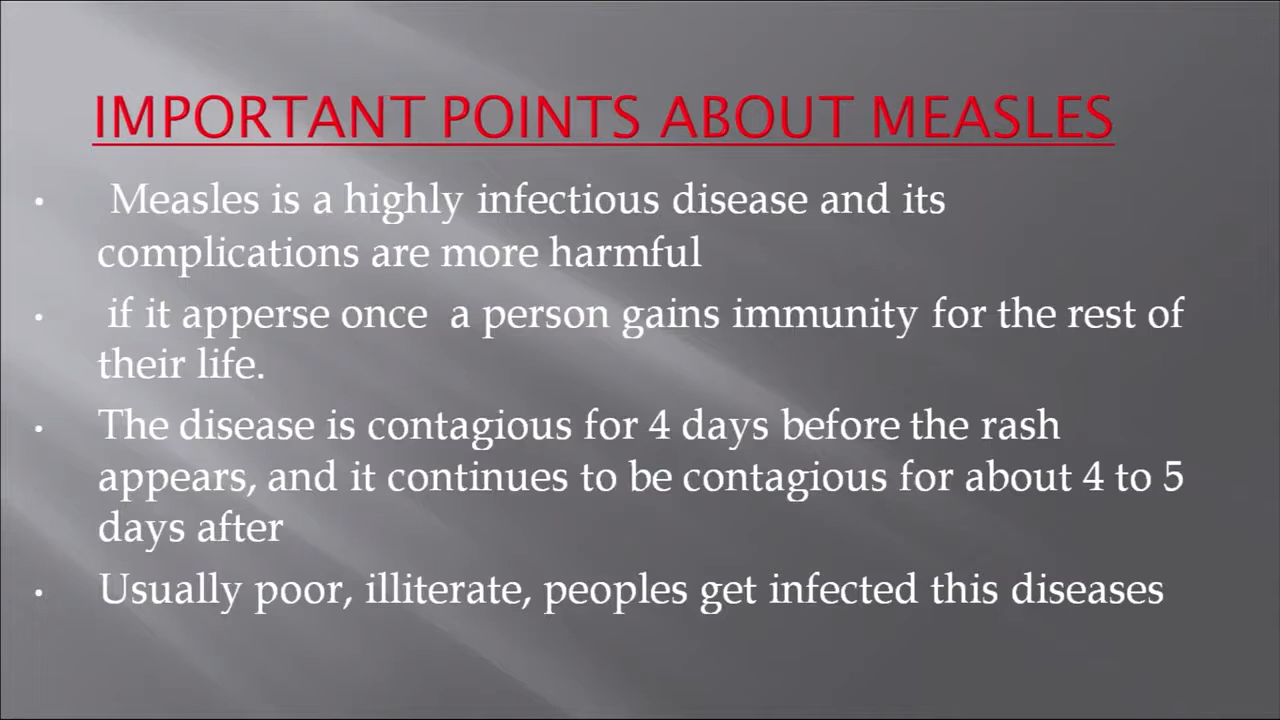 IMPORTANT POINTS ABOUT MEASLES
• Measles is a highly infectious disease and its
complications are more harmful
• if it apperse once a person gains immunity for the rest of
their life.
• The disease is contagious for 4 days before the rash
appears, and it continues to be contagious for about 4 to 5
days after
• Usually poor, illiterate, peoples get infected this diseases